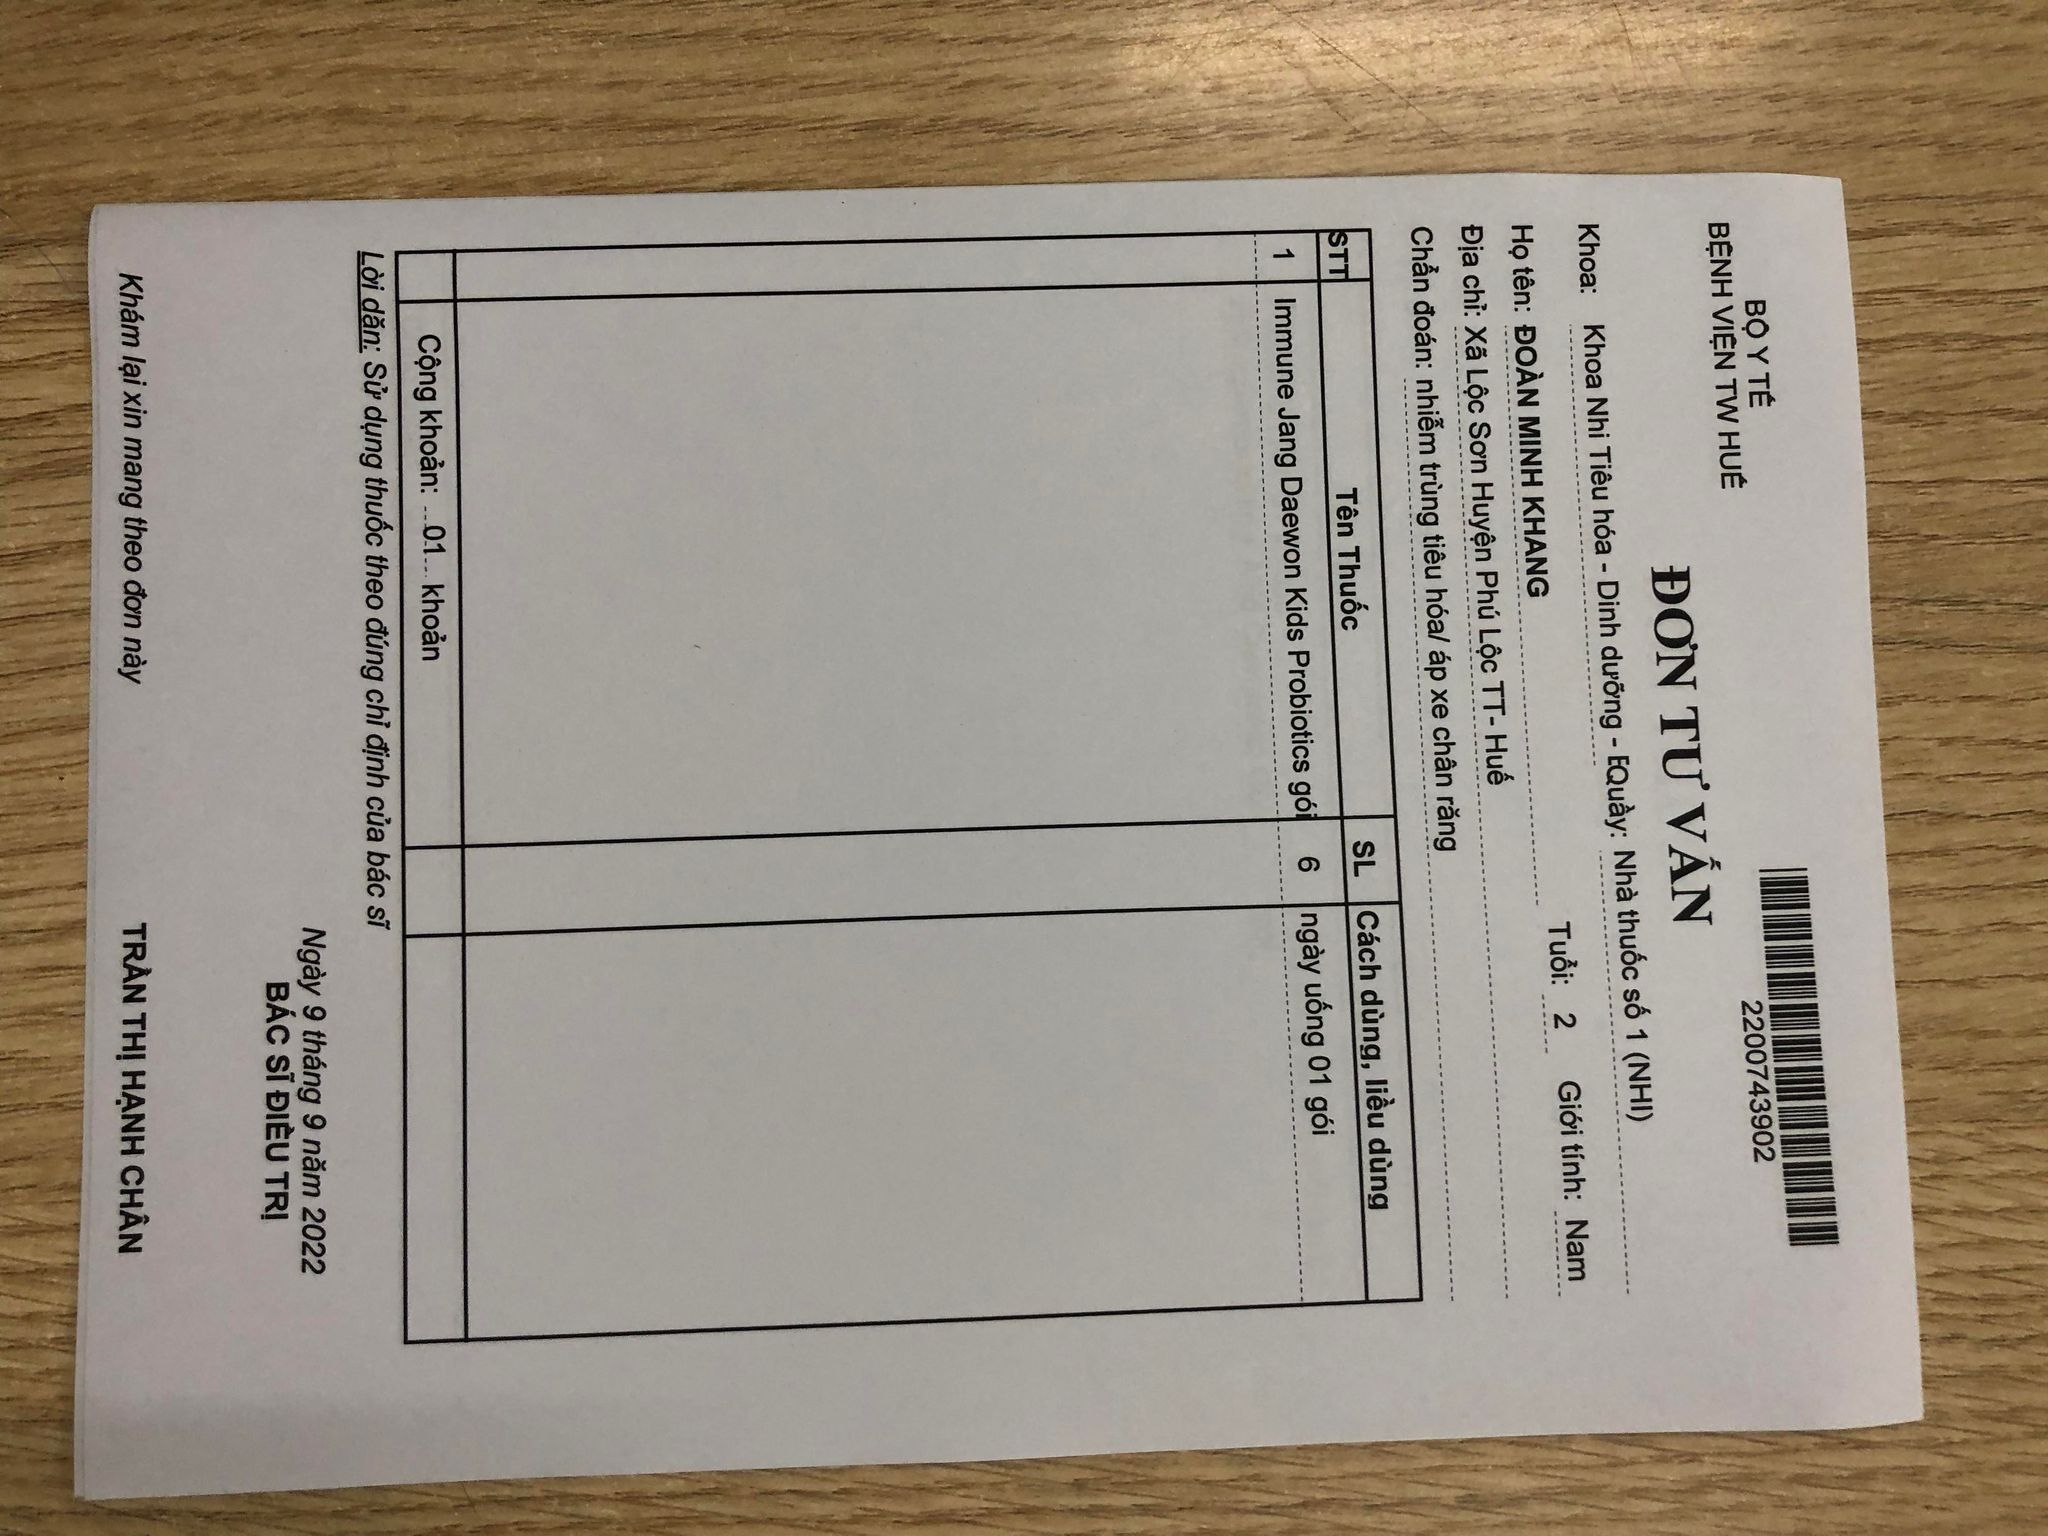 BỘ Y TẾ
BỆNH VIỆN TW HUẾ
2200743902
ĐƠN TƯ VẤN
Khoa: Khoa Nhi Tiêu hóa - Dinh dưỡng - EQuầy: Nhà thuốc số 1 (NHI)
Họ tên: ĐOÀN MINH KHANG Tuổi: 2 Giới tính: Nam
Địa chỉ: Xã Lộc Sơn Huyện Phú Lộc TT- Huế
Chẩn đoán: nhiễm trùng tiêu hóa/ áp xe chân răng
STT Tên Thuốc SL Cách dùng, liều dùng
1 Immune Jang Daewon Kids Probiotics gói 6 ngày uống 01 gói
Cộng khoản: ...01... khoản
Lời dặn: Sử dụng thuốc theo đúng chỉ định của bác sĩ
Ngày 9 tháng 9 năm 2022
BÁC SĨ ĐIỀU TRỊ
Khám lại xin mang theo đơn này
TRẦN THỊ HẠNH CHÂN